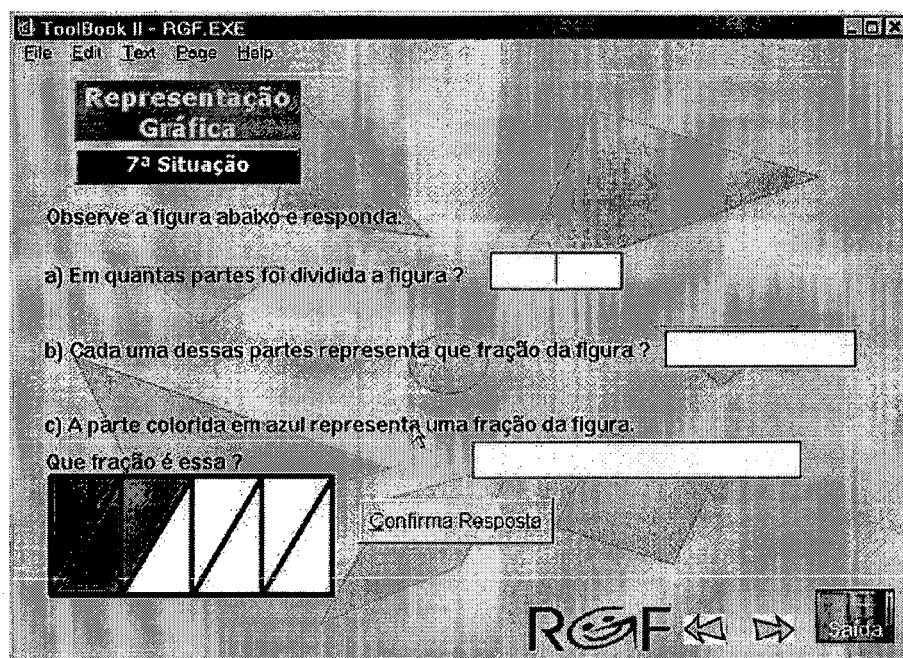 ToolBook II - RGF.EXE
File Edit Text Page Help
Representação
Gráfica
7ª Situação
Observe a figura abaixo e responda:
a) Em quantas partes foi dividida a figura ?
b) Cada uma dessas partes representa que fração da figura ?
c) A parte colorida em azul representa uma fração da figura.
Que fração é essa ?
Confirma Resposta
RGF
Saída